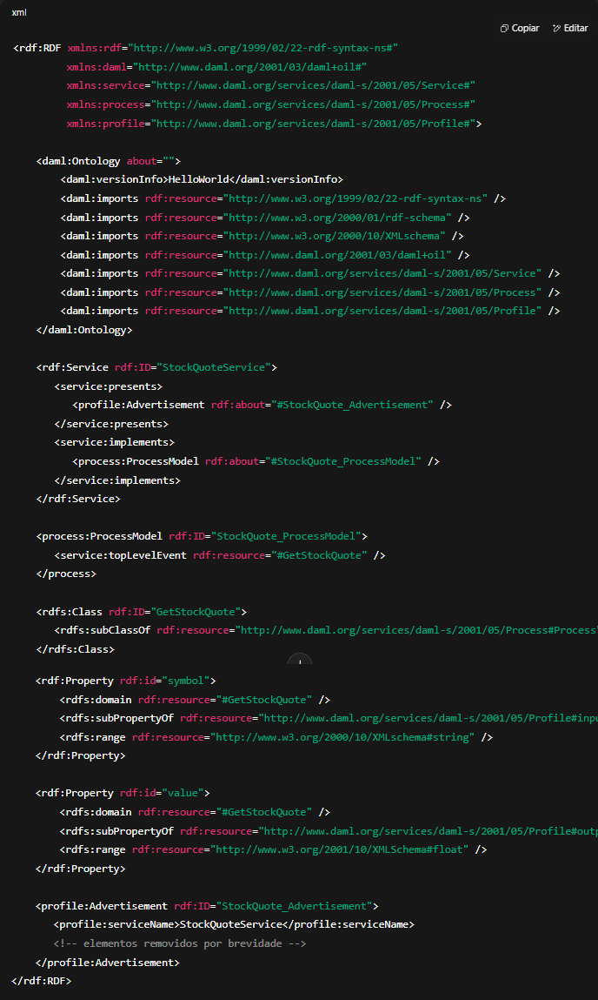 xml
Copiar Editar
<rdf:RDF xmlns:rdf="http://www.w3.org/1999/02/22-rdf-syntax-ns#"
xmlns:daml="http://www.daml.org/2001/03/daml+oil#"
xmlns:service="http://www.daml.org/services/daml-s/2001/05/Service#"
xmlns:process="http://www.daml.org/services/daml-s/2001/05/Process#"
xmlns:profile="http://www.daml.org/services/daml-s/2001/05/Profile#">
<daml:Ontology about="">
<daml:versionInfo>HelloWorld</daml:versionInfo>
<daml:imports rdf:resource="http://www.w3.org/1999/02/22-rdf-syntax-ns" />
<daml:imports rdf:resource="http://www.w3.org/2000/01/rdf-schema" />
<daml:imports rdf:resource="http://www.w3.org/2000/10/XMLschema" />
<daml:imports rdf:resource="http://www.daml.org/2001/03/daml+oil" />
<daml:imports rdf:resource="http://www.daml.org/services/daml-s/2001/05/Service" />
<daml:imports rdf:resource="http://www.daml.org/services/daml-s/2001/05/Process" />
<daml:imports rdf:resource="http://www.daml.org/services/daml-s/2001/05/Profile" />
</daml:Ontology>
<rdf:Service rdf:ID="StockQuoteService">
<service:presents>
<profile:Advertisement rdf:about="#StockQuote_Advertisement" />
</service:presents>
<service:implements>
<process:ProcessModel rdf:about="#StockQuote_ProcessModel" />
</service:implements>
</rdf:Service>
<process:ProcessModel rdf:ID="StockQuote_ProcessModel">
<service:topLevelEvent rdf:resource="#GetStockQuote" />
</process>
<rdfs:Class rdf:ID="GetStockQuote">
<rdfs:subClassOf rdf:resource="http://www.daml.org/services/daml-s/2001/05/Process#Process"
</rdfs:Class>
<rdf:Property rdf:id="symbol">
<rdfs:domain rdf:resource="#GetStockQuote" />
<rdfs:subPropertyOf rdf:resource="http://www.daml.org/services/daml-s/2001/05/Profile#inpu
<rdfs:range rdf:resource="http://www.w3.org/2000/10/XMLschema#string" />
</rdf:Property>
<rdf:Property rdf:id="value">
<rdfs:domain rdf:resource="#GetStockQuote" />
<rdfs:subPropertyOf rdf:resource="http://www.daml.org/services/daml-s/2001/05/Profile#outp
<rdfs:range rdf:resource="http://www.w3.org/2001/10/XMLSchema#float" />
</rdf:Property>
<profile:Advertisement rdf:ID="StockQuote_Advertisement">
<profile:serviceName>StockQuoteService</profile:serviceName>
<!-- elementos removidos por brevidade -->
</profile:Advertisement>
</rdf:RDF>